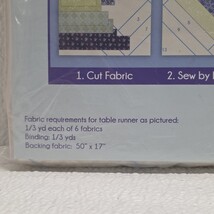 1. Cut Fabric
2. Sew by
Fabric requirements for table runner as pictured:
1/3 yd each of 6 fabrics
Binding: 1/3 yds
Backing fabric: 50" x 17"